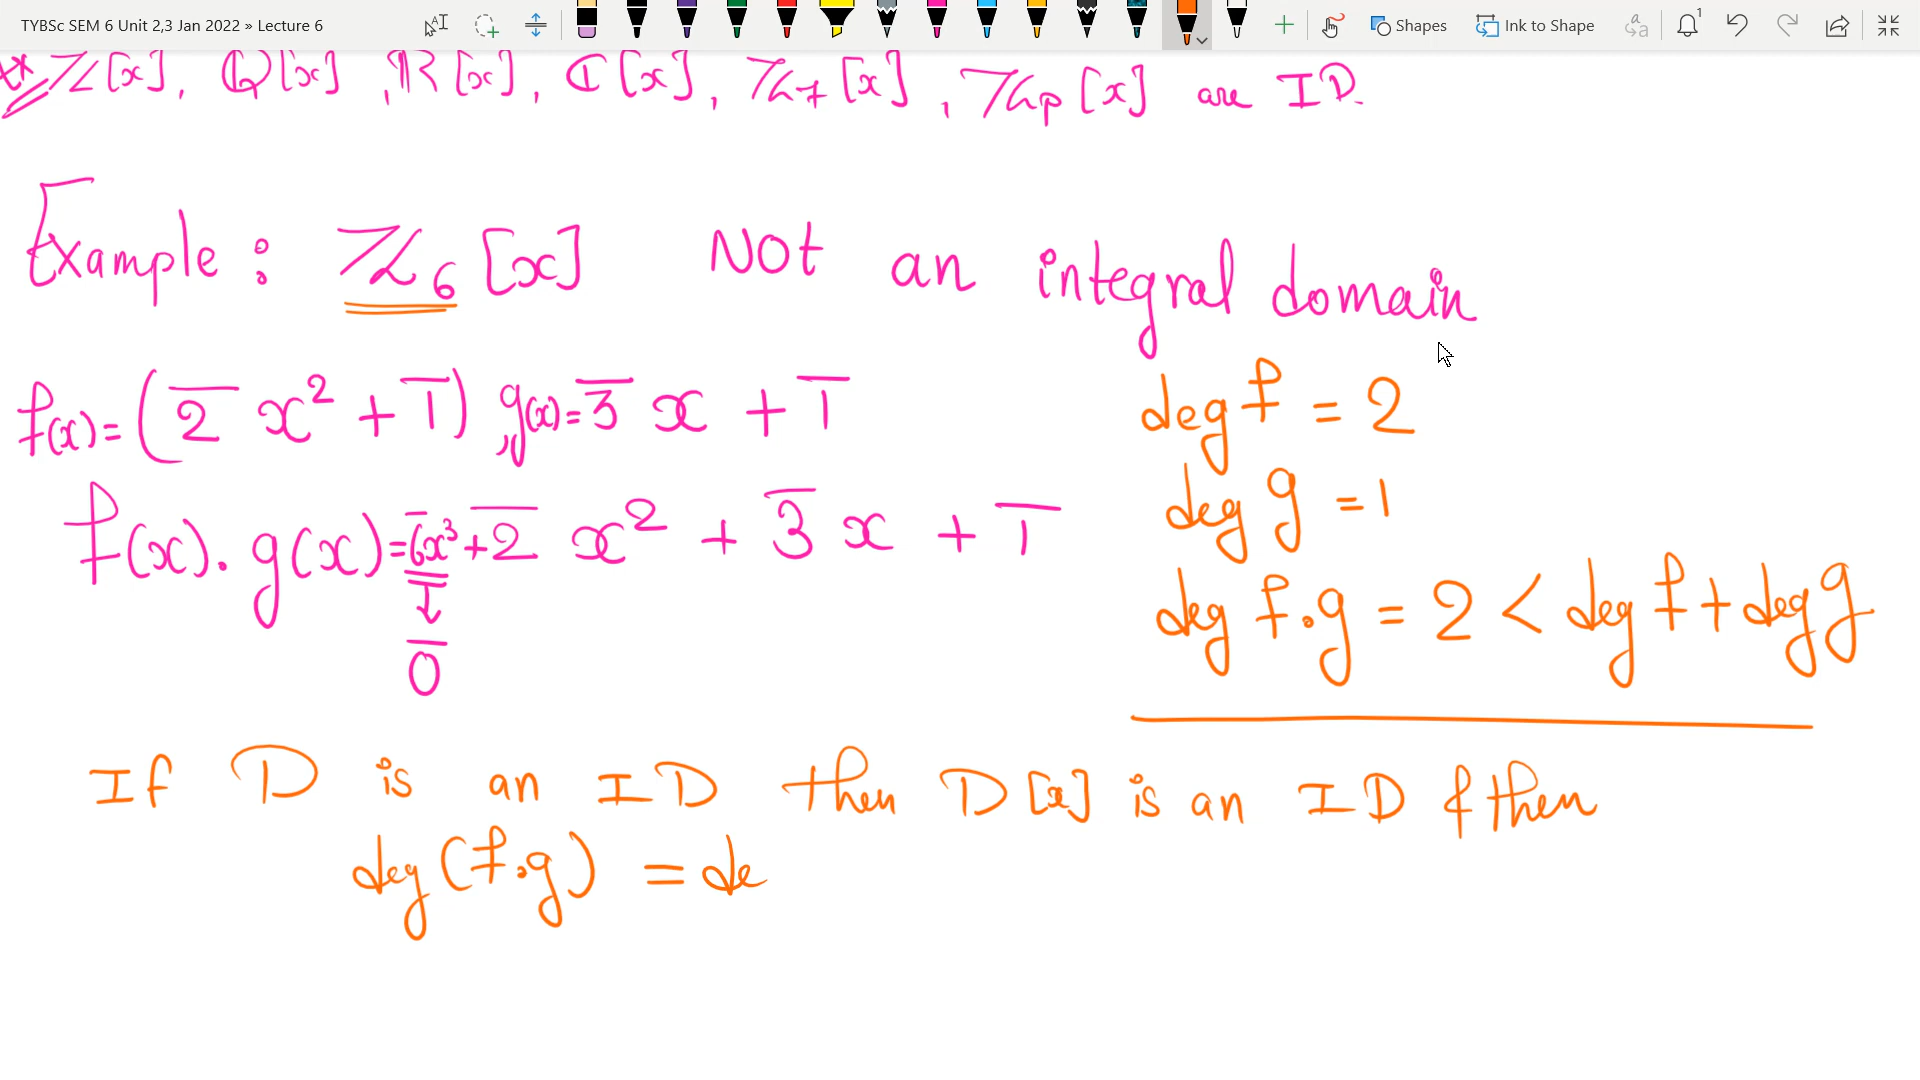 TYBSc SEM 6 Unit 2,3 Jan 2022 » Lecture 6
Shapes Ink to Shape
Ex ℤ[x], ℚ[x], ℝ[x], ℂ[x], ℤ₇[x], ℤₚ[x] are ID.
Example : ℤ₆[x] Not an integral domain
f(x)= (2̅ x² + 1̅), g(x)= 3̅ x + 1̅
deg f = 2
deg g = 1
f(x). g(x) = 6̅x³ + 2̅ x² + 3̅ x + 1̅
↓
0̅
deg f.g = 2 < deg f + deg g
If D is an ID then D[x] is an ID & then
deg (f.g) = de